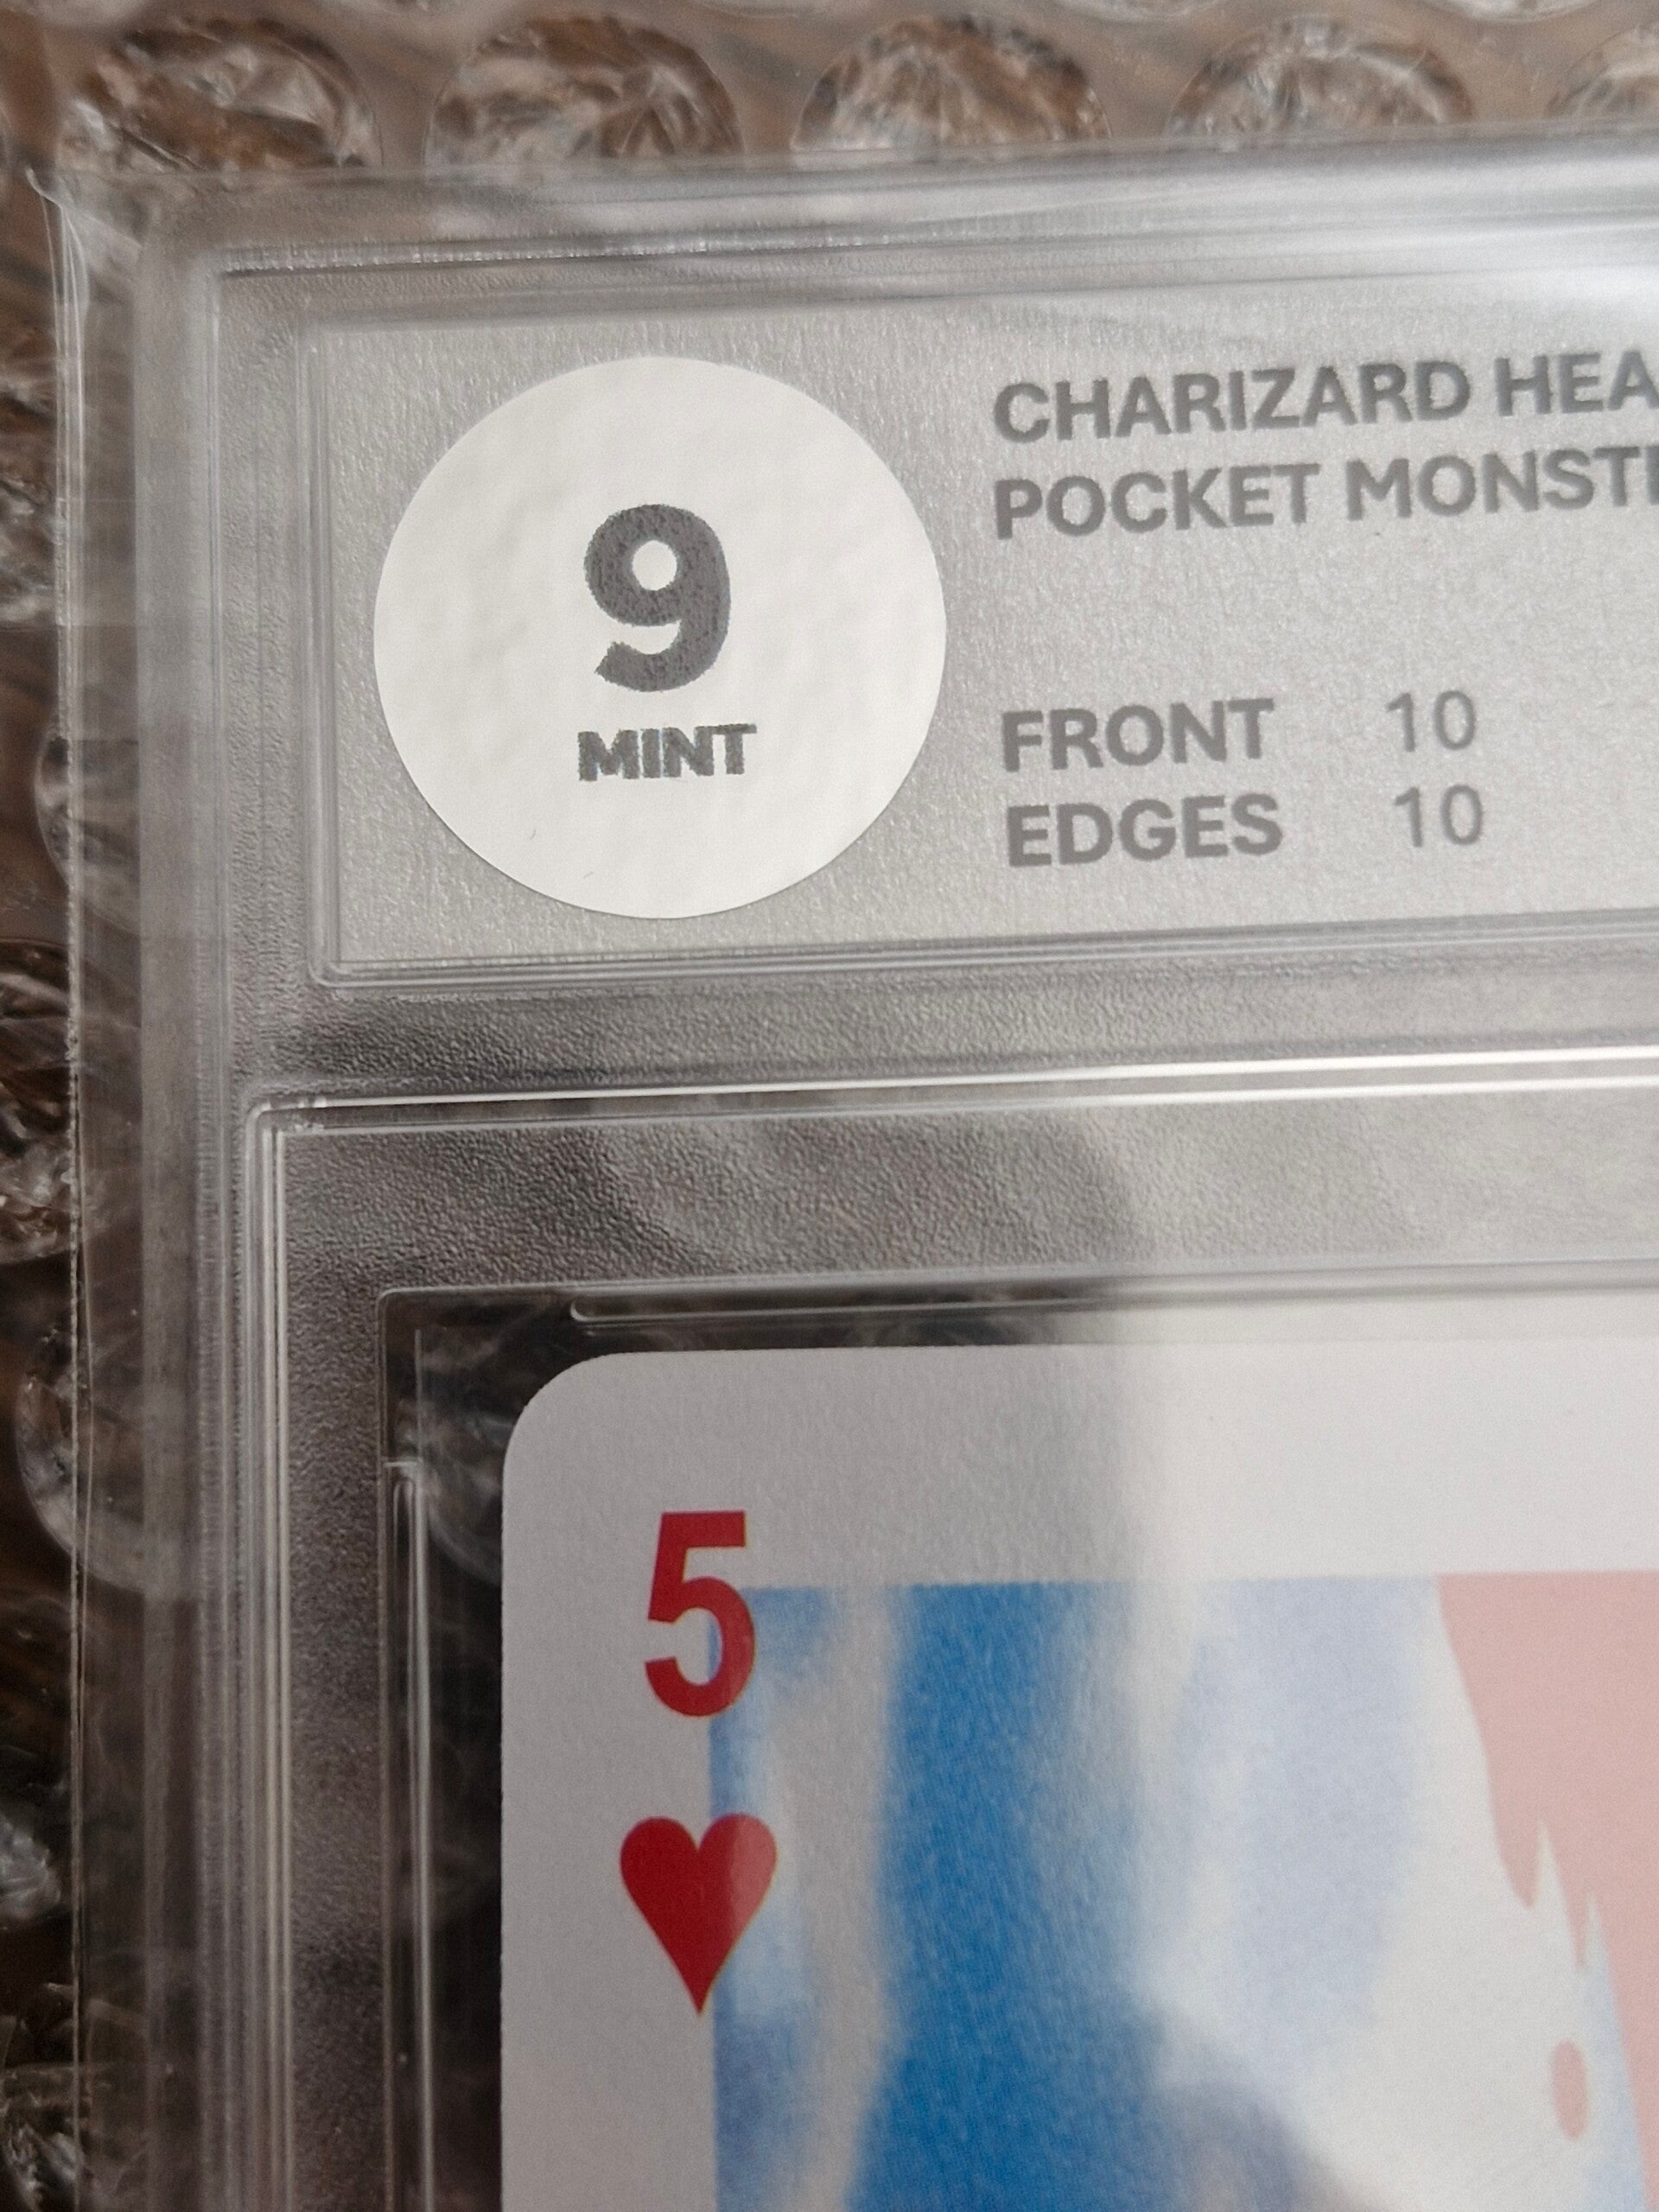 9
MINT
CHARIZARD HEA
POCKET MONST
FRONT 10
EDGES 10
5